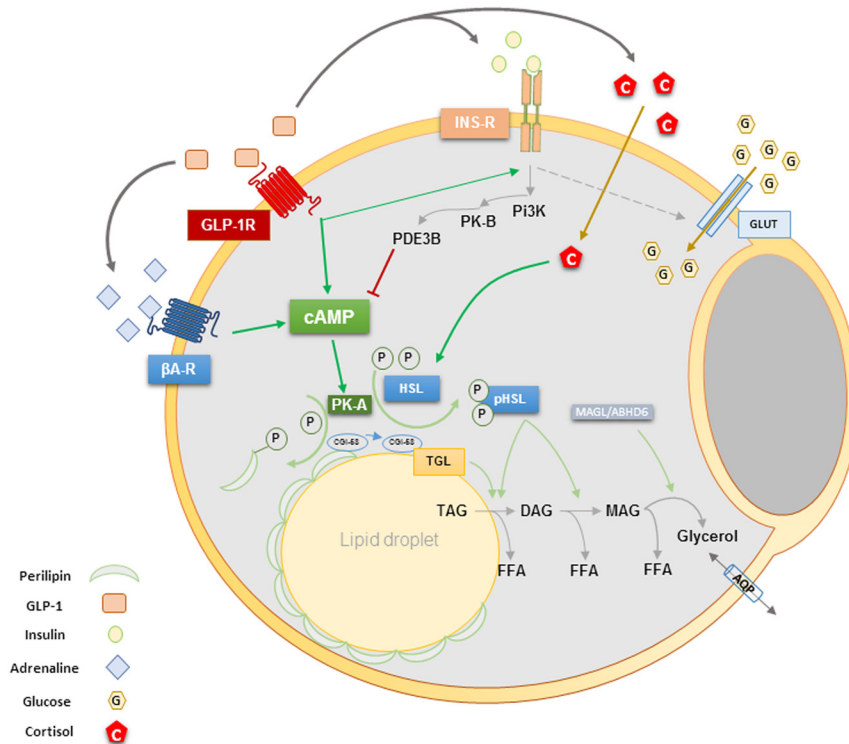 C
C
C
INS-R
G
G
G
G
G
GLP-1R
GLUT
Pi3K
PK-B
PDE3B
G
G
G
C
cAMP
βA-R
P
P
HSL
PK-A
P
pHSL
P
MAGL/ABHD6
P
P
CGI-58
CGI-58
TGL
TAG
DAG
MAG
Glycerol
Lipid droplet
FFA
FFA
FFA
AQP
Perilipin
GLP-1
Insulin
Adrenaline
Glucose
G
Cortisol
C